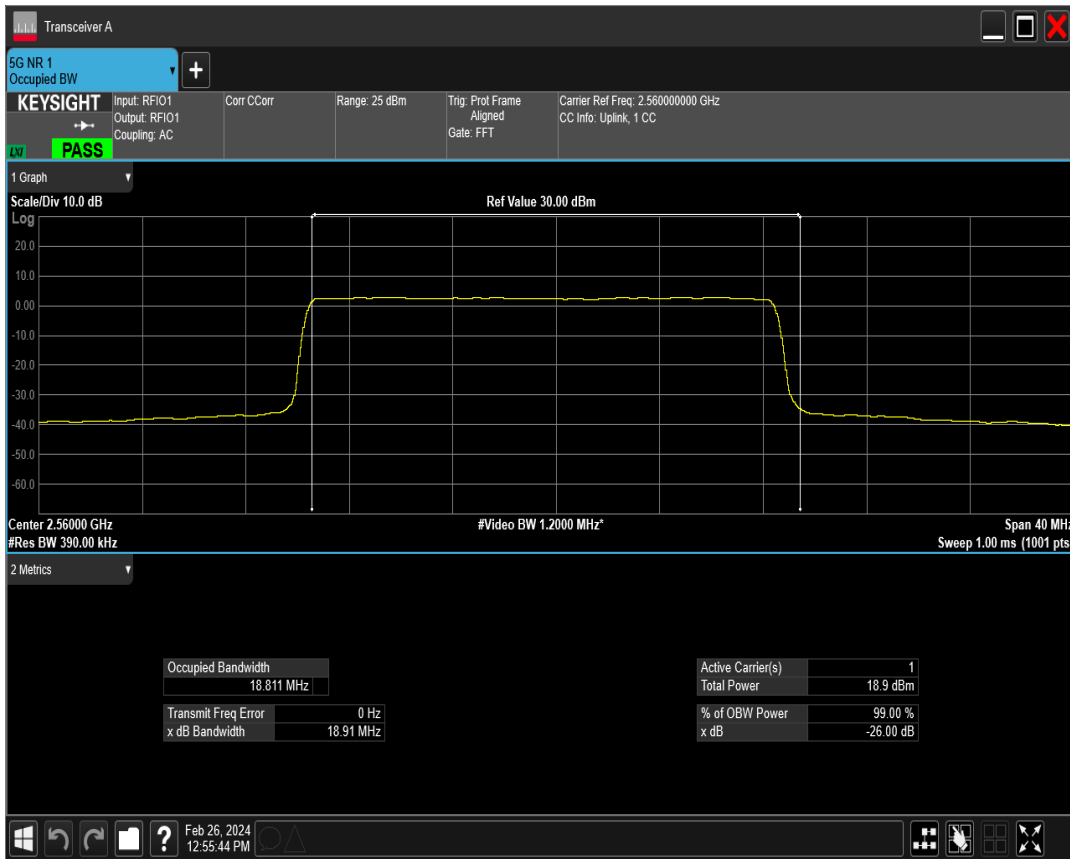 Transceiver A
5G NR 1
Occupied BW
KEYSIGHT
LXI
PASS
Input: RFIO1
Output: RFIO1
Coupling: AC
Corr CCorr
Range: 25 dBm
Trig: Prot Frame
Aligned
Gate: FFT
Carrier Ref Freq: 2.560000000 GHz
CC Info: Uplink, 1 CC
1 Graph
Scale/Div 10.0 dB
Ref Value 30.00 dBm
Log
20.0
10.0
0.00
-10.0
-20.0
-30.0
-40.0
-50.0
-60.0
Center 2.56000 GHz
#Video BW 1.2000 MHz*
Span 40 MHz
#Res BW 390.00 kHz
Sweep 1.00 ms (1001 pts
2 Metrics
Occupied Bandwidth
18.811 MHz
Transmit Freq Error 0 Hz
x dB Bandwidth 18.91 MHz
Active Carrier(s) 1
Total Power 18.9 dBm
% of OBW Power 99.00 %
x dB -26.00 dB
?
Feb 26, 2024
12:55:44 PM